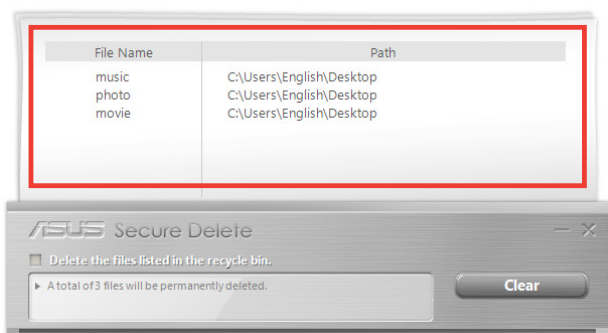 File Name Path
music C:\Users\English\Desktop
photo C:\Users\English\Desktop
movie C:\Users\English\Desktop
ASUS Secure Delete
Delete the files listed in the recycle bin.
A total of 3 files will be permanently deleted.
Clear